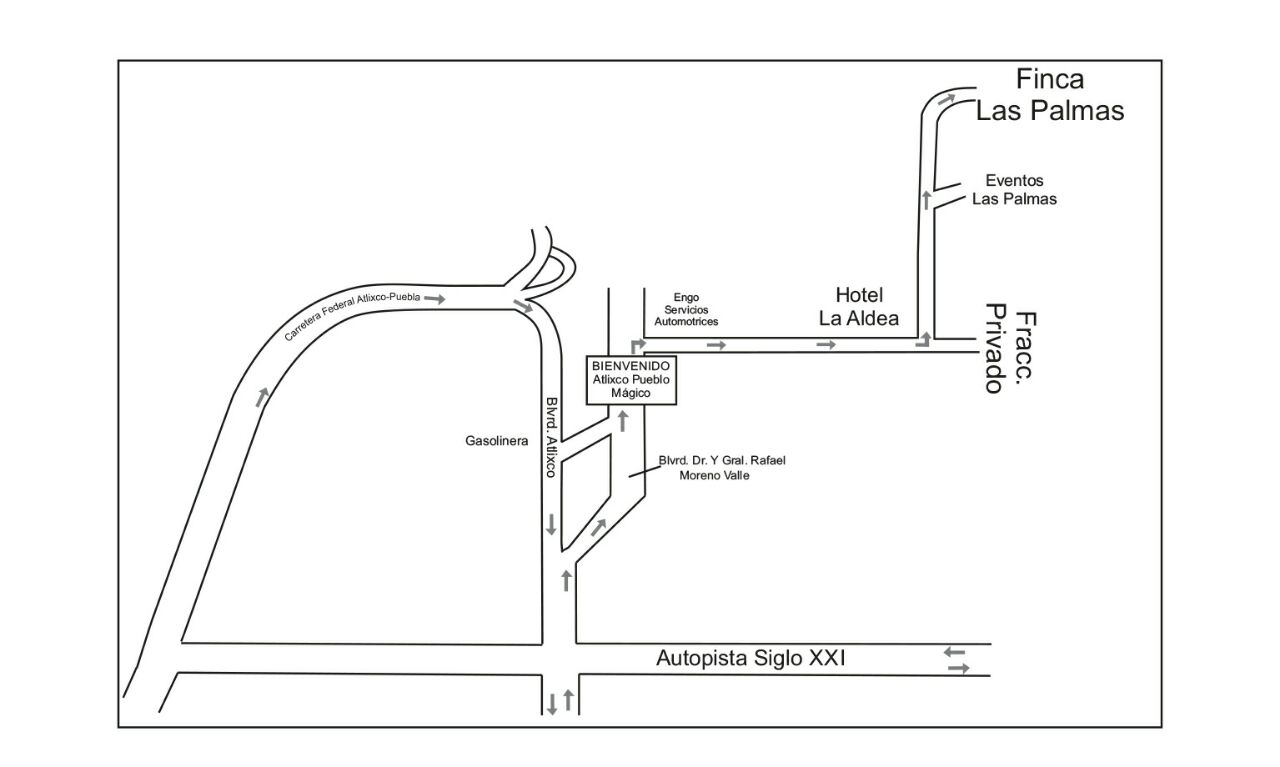 Finca
Las Palmas
Eventos
Las Palmas
Carretera Federal Atlixco-Puebla
Engo
Servicios
Automotrices
Hotel
La Aldea
Fracc.
Privado
BIENVENIDO
Atlixco Pueblo
Mágico
Gasolinera
Blvrd. Atlixco
Blvrd. Dr. Y Gral. Rafael
Moreno Valle
Autopista Siglo XXI